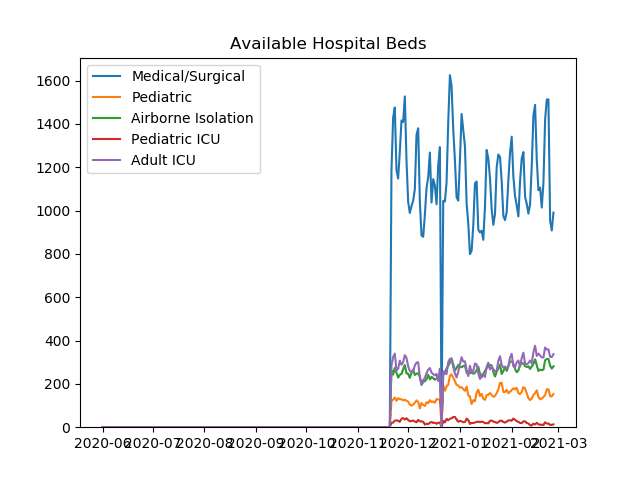 Available Hospital Beds
1600
1400
1200
1000
800
600
400
200
0
Medical/Surgical
Pediatric
Airborne Isolation
Pediatric ICU
Adult ICU
2020-06 2020-07 2020-08 2020-09 2020-10 2020-11 2020-12 2021-01 2021-02 2021-03